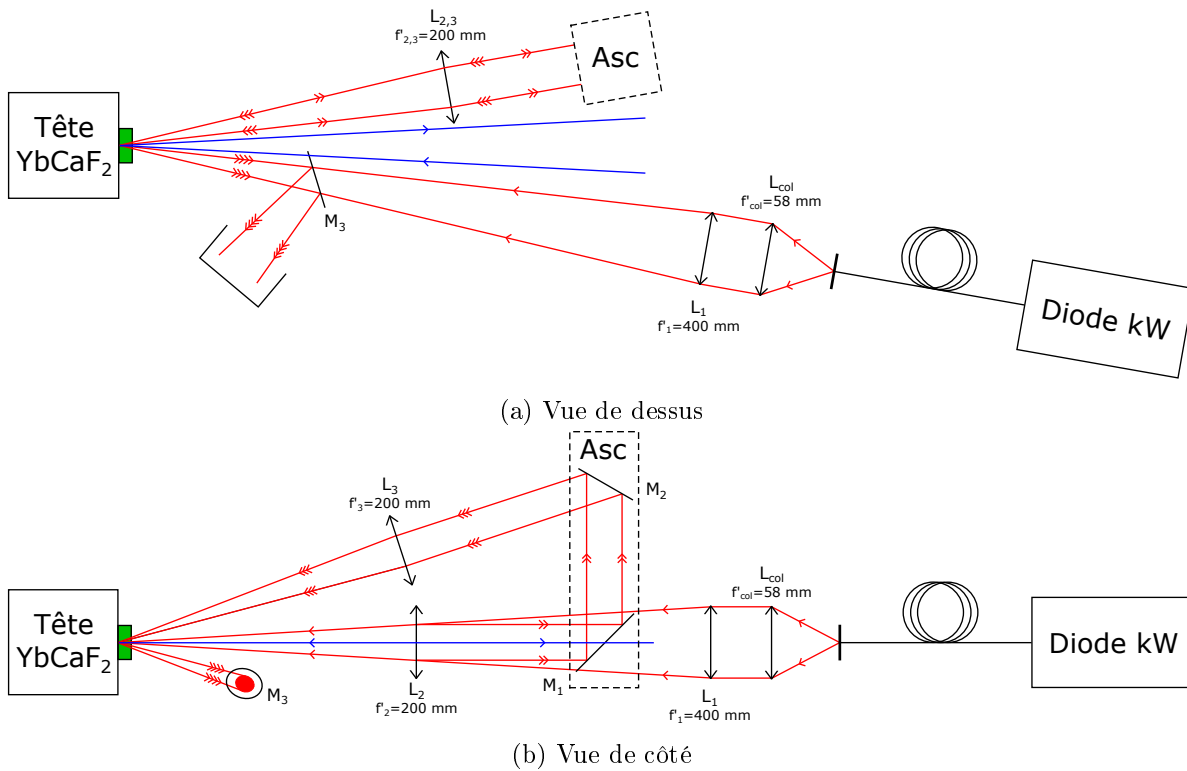 L2,3
f'2,3=200 mm
Asc
Tête
YbCaF2
M3
Lcol
f'col=58 mm
L1
f'1=400 mm
Diode kW
(a) Vue de dessus
Asc
M2
L3
f'3=200 mm
Lcol
f'col=58 mm
Tête
YbCaF2
Diode kW
M3
L2
f'2=200 mm
M1
L1
f'1=400 mm
(b) Vue de côté